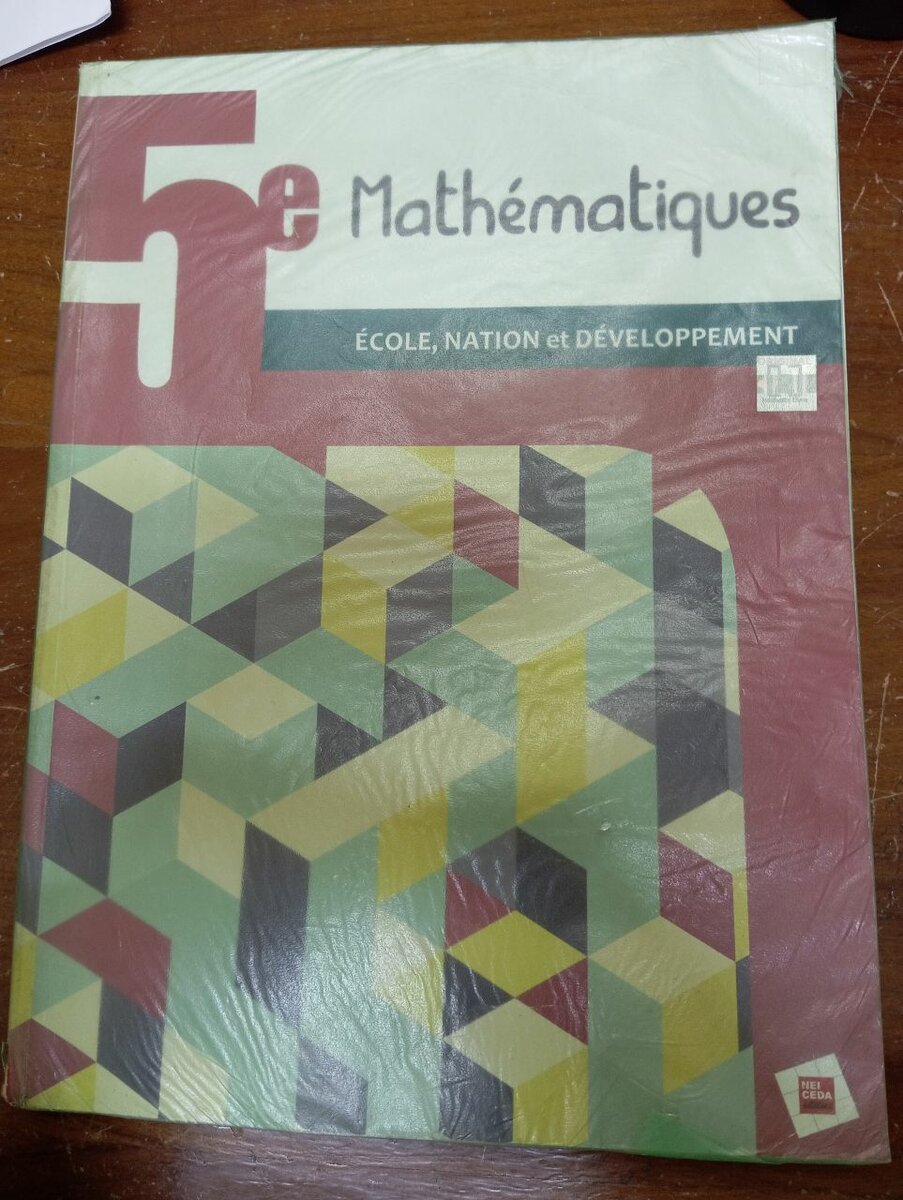 5e Mathématiques
ÉCOLE, NATION et DÉVELOPPEMENT
NEI
CEDA